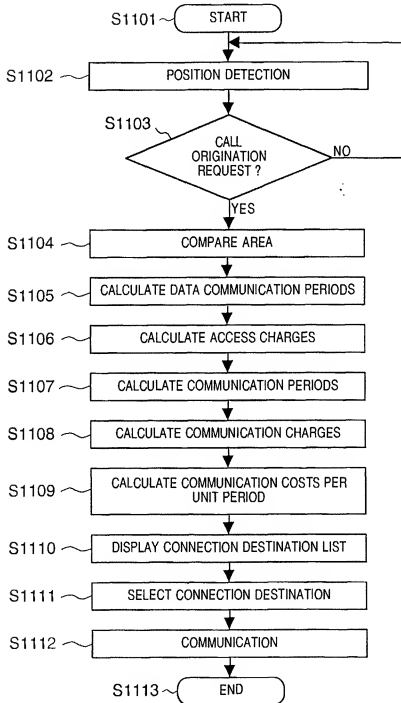 S1101 START
S1102 POSITION DETECTION
S1103
CALL
ORIGINATION
REQUEST ?
NO
YES
S1104 COMPARE AREA
S1105 CALCULATE DATA COMMUNICATION PERIODS
S1106 CALCULATE ACCESS CHARGES
S1107 CALCULATE COMMUNICATION PERIODS
S1108 CALCULATE COMMUNICATION CHARGES
S1109 CALCULATE COMMUNICATION COSTS PER
UNIT PERIOD
S1110 DISPLAY CONNECTION DESTINATION LIST
S1111 SELECT CONNECTION DESTINATION
S1112 COMMUNICATION
S1113 END